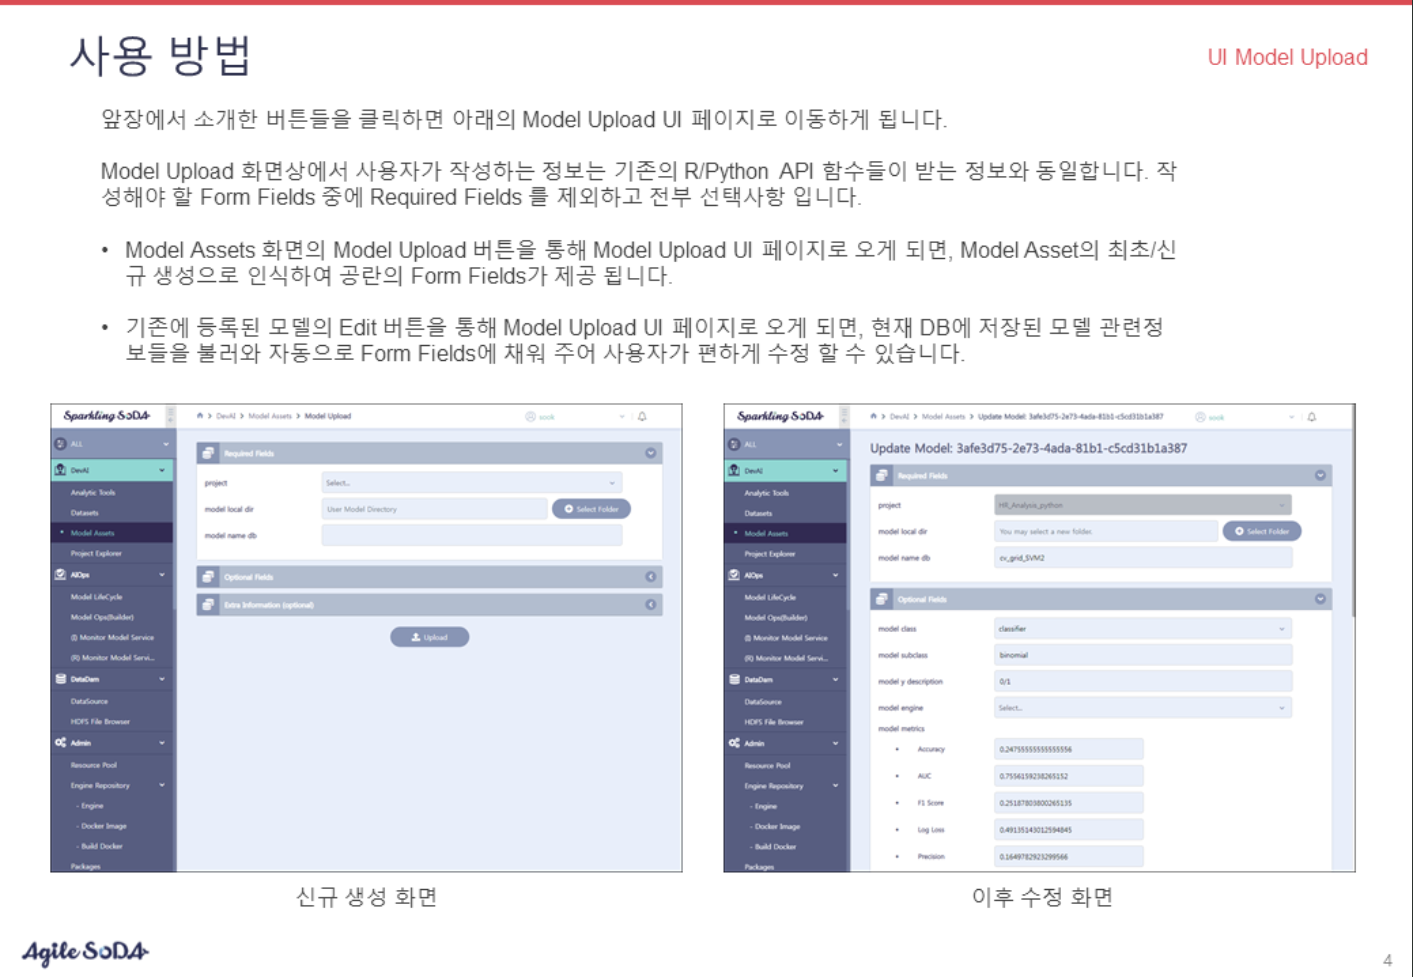 사용 방법
UI Model Upload
앞장에서 소개한 버튼들을 클릭하면 아래의 Model Upload UI 페이지로 이동하게 됩니다.
Model Upload 화면상에서 사용자가 작성하는 정보는 기존의 R/Python API 함수들이 받는 정보와 동일합니다. 작
성해야 할 Form Fields 중에 Required Fields 를 제외하고 전부 선택사항 입니다.
• Model Assets 화면의 Model Upload 버튼을 통해 Model Upload UI 페이지로 오게 되면, Model Asset의 최초/신
규 생성으로 인식하여 공란의 Form Fields가 제공 됩니다.
• 기존에 등록된 모델의 Edit 버튼을 통해 Model Upload UI 페이지로 오게 되면, 현재 DB에 저장된 모델 관련정
보들을 불러와 자동으로 Form Fields에 채워 주어 사용자가 편하게 수정 할 수 있습니다.
Sparkling SODA
DevAI > Model Assets > Model Upload
sook
ALL
DevAI
Analytic Tools
Datasets
• Model Assets
Project Explorer
AIOps
Model LifeCycle
Model Ops(Builder)
(I) Monitor Model Service
(R) Monitor Model Servi...
DataDam
DataSource
HDFS File Browser
Admin
Resource Pool
Engine Repository
- Engine
- Docker Image
- Build Docker
Packages
Required Fields
project
Select...
model local dir
User Model Directory
Select Folder
model name db
Optional Fields
Extra Information (optional)
Upload
신규 생성 화면
Sparkling SODA
DevAI > Model Assets > Update Model: 3afe3d75-2e73-4ada-81b1-c5cd31b1a387
sook
ALL
DevAI
Analytic Tools
Datasets
• Model Assets
Project Explorer
AIOps
Model LifeCycle
Model Ops(Builder)
(I) Monitor Model Service
(R) Monitor Model Servi...
DataDam
DataSource
HDFS File Browser
Admin
Resource Pool
Engine Repository
- Engine
- Docker Image
- Build Docker
Packages
Update Model: 3afe3d75-2e73-4ada-81b1-c5cd31b1a387
Required Fields
project
HR_Analysis_python
model local dir
You may select a new folder.
Select Folder
model name db
cv_grid_SVM2
Optional Fields
model class
classifier
model subclass
binomial
model y description
0/1
model engine
Select...
model metrics
• Accuracy
0.24755555555555556
• AUC
0.7556159238265152
• F1 Score
0.25187803800265135
• Log Loss
0.49135143012594845
• Precision
0.1649782923299566
이후 수정 화면
Agile SODA
4